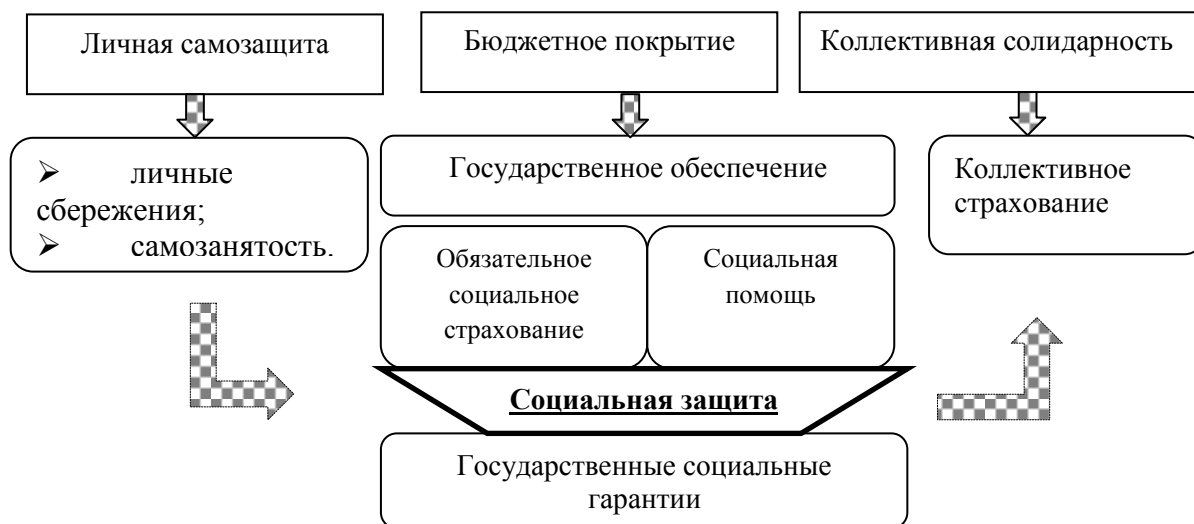 Личная самозащита
Бюджетное покрытие
Коллективная солидарность
➢ личные
сбережения;
➢ самозанятость.
Государственное обеспечение
Коллективное
страхование
Обязательное
социальное
страхование
Социальная
помощь
Социальная защита
Государственные социальные
гарантии